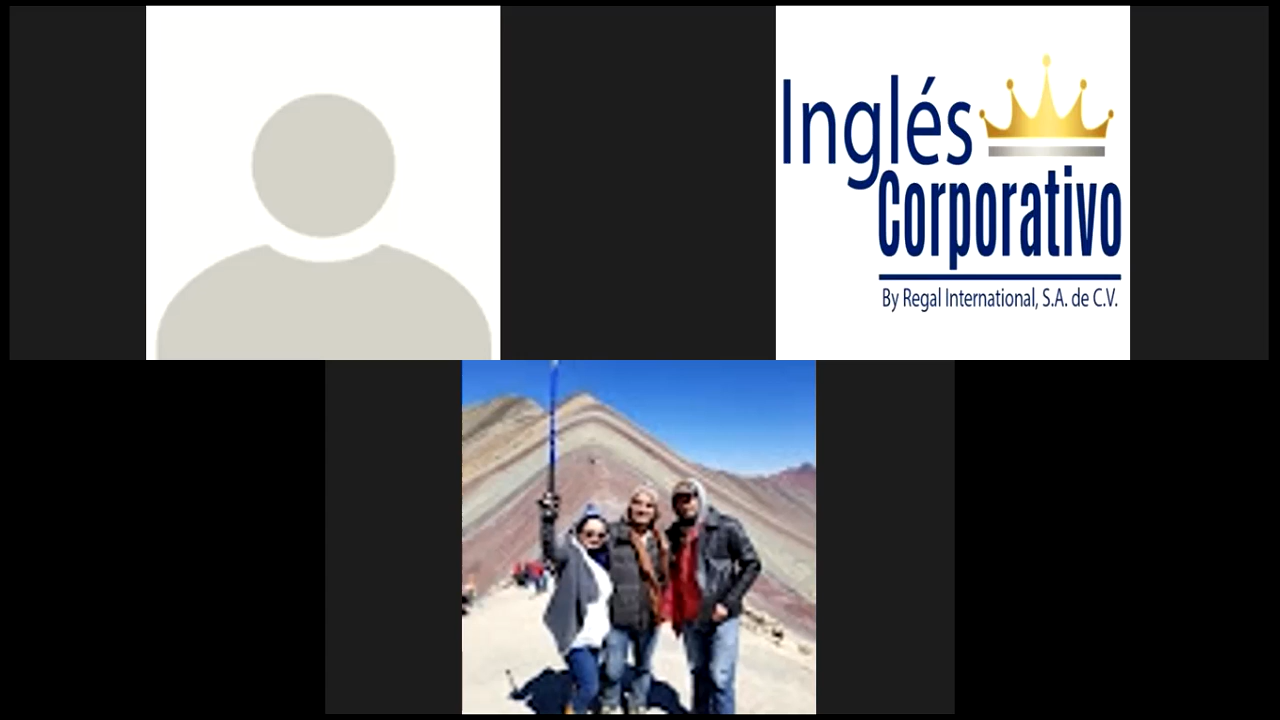 Inglés
Corporativo
By Regal International, S.A. de C.V.